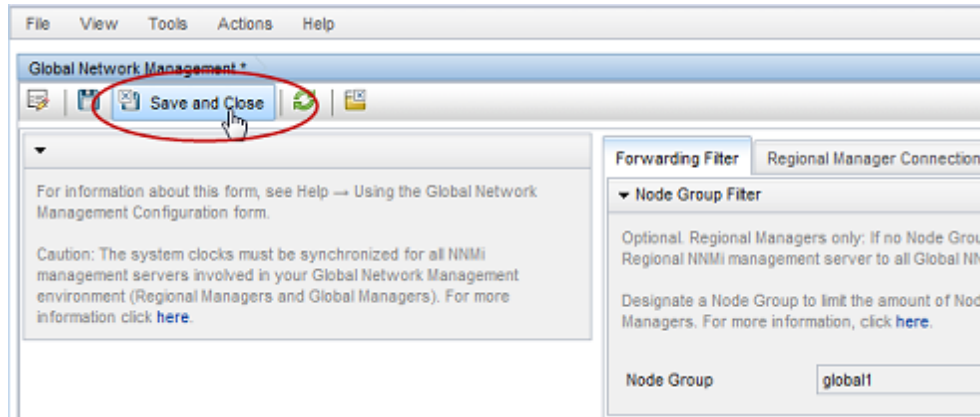 File View Tools Actions Help
Global Network Management *
Save and Close
For information about this form, see Help → Using the Global Network
Management Configuration form.
Caution: The system clocks must be synchronized for all NNMi
management servers involved in your Global Network Management
environment (Regional Managers and Global Managers). For more
information click here.
Forwarding Filter Regional Manager Connection
Node Group Filter
Optional. Regional Managers only: If no Node Grou
Regional NNMi management server to all Global NN
Designate a Node Group to limit the amount of Nod
Managers. For more information, click here.
Node Group global1